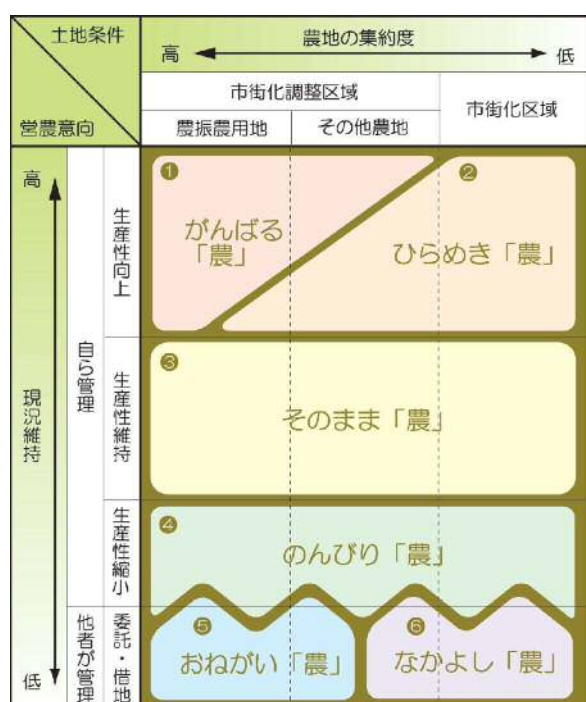 土地条件
営農意向
農地の集約度
高
低
市街化調整区域
市街化区域
農振農用地
その他農地
高
現況維持
低
自ら管理
他者が管理
生産性向上
生産性維持
生産性縮小
委託・借地
❶
がんばる
「農」
❷
ひらめき「農」
❸
そのまま「農」
❹
のんびり「農」
❺
おねがい「農」
❻
なかよし「農」